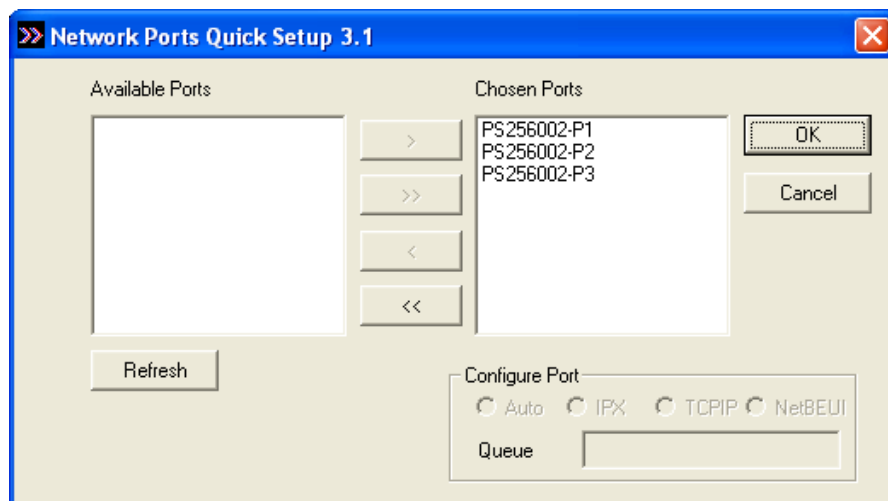 Network Ports Quick Setup 3.1
Available Ports
Chosen Ports
>
>>
<
<<
PS256002-P1
PS256002-P2
PS256002-P3
OK
Cancel
Refresh
Configure Port
Auto IPX TCPIP NetBEUI
Queue